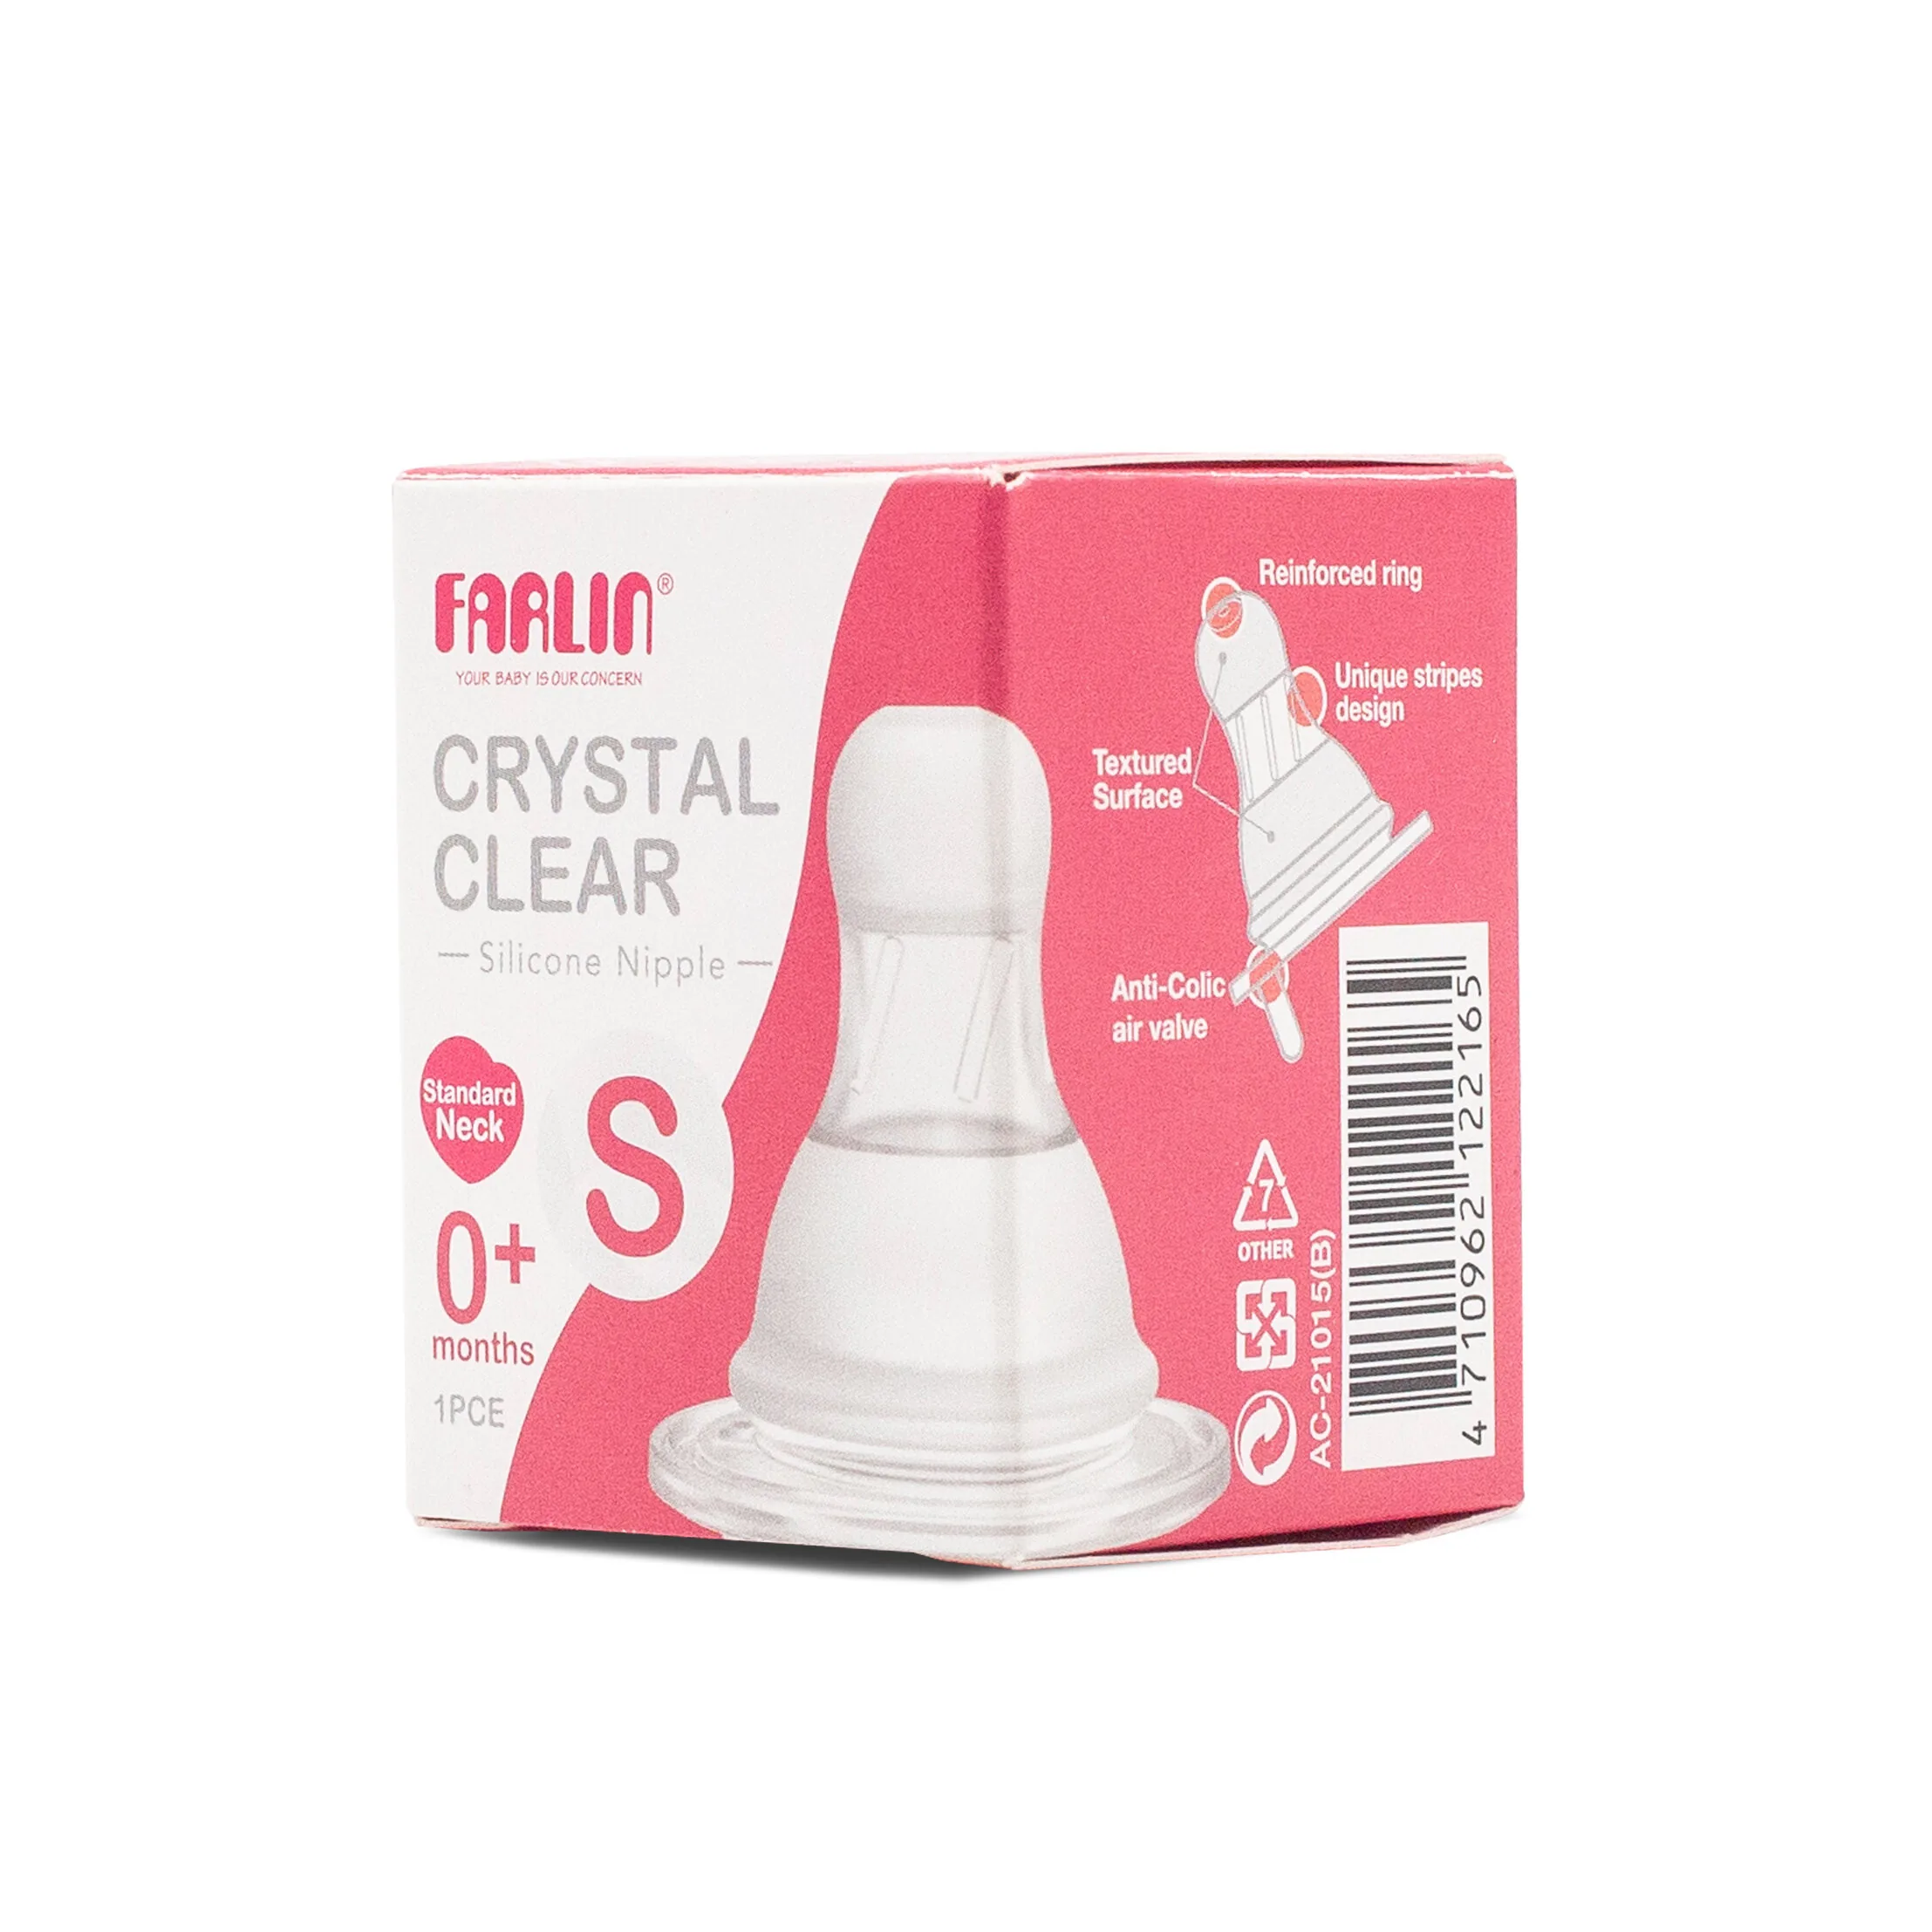 FARLIN®
YOUR BABY IS OUR CONCERN
CRYSTAL
CLEAR
Silicone Nipple
Standard
Neck
S
0+
months
1PCE
Reinforced ring
Unique stripes
design
Textured
Surface
Anti-Colic
air valve
7
OTHER
AC-21015(B)
4 710962 122165